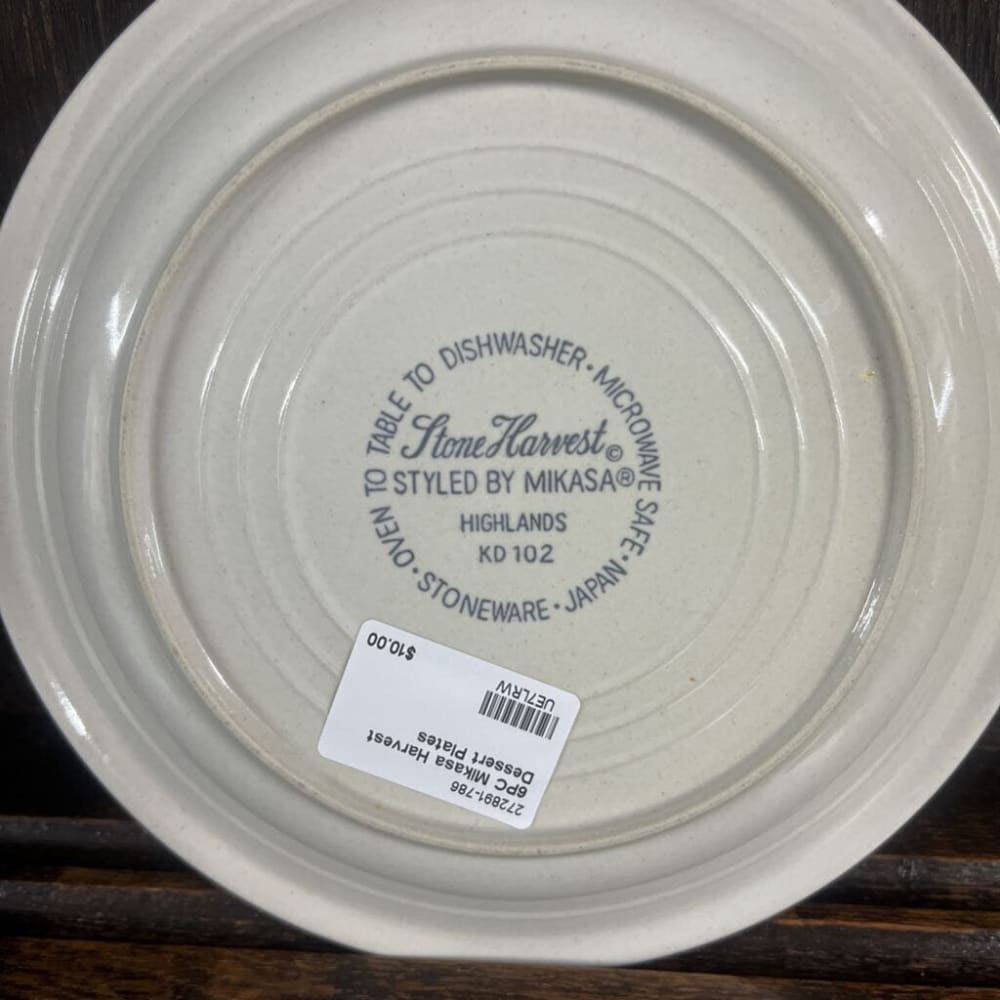 OVEN TO TABLE TO DISHWASHER • MICROWAVE SAFE • JAPAN • STONEWARE •
Stone Harvest©
STYLED BY MIKASA®
HIGHLANDS
KD 102
272891-786
6PC Mikasa Harvest
Dessert Plates
UE7LRW
$10.00